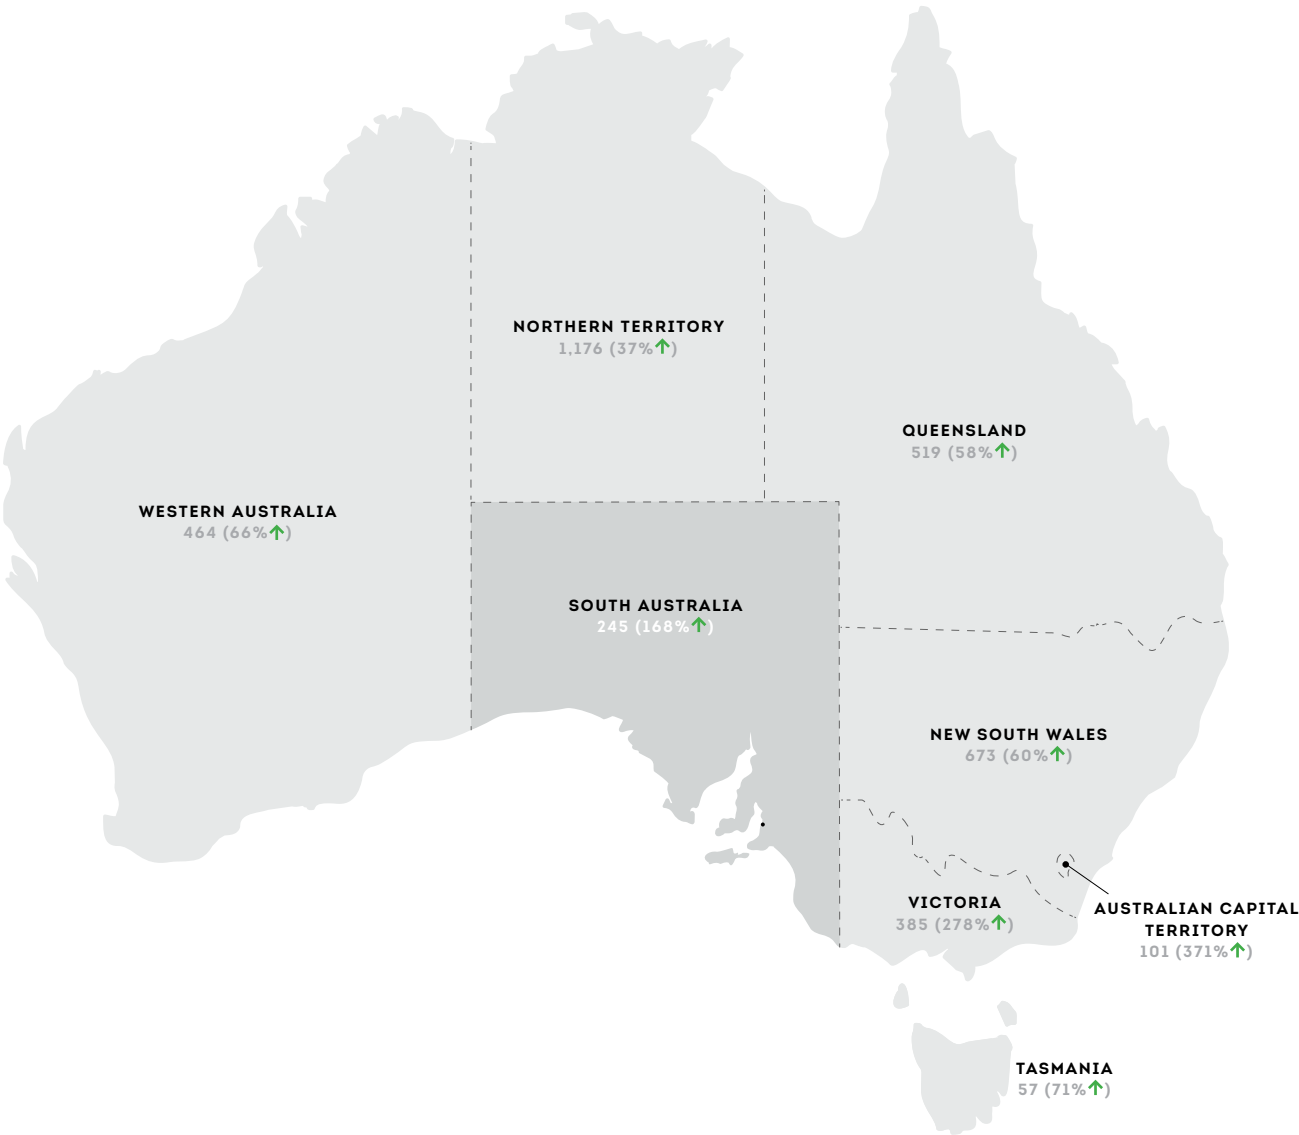 NORTHERN TERRITORY
1,176 (37%↑)
QUEENSLAND
519 (58%↑)
WESTERN AUSTRALIA
464 (66%↑)
SOUTH AUSTRALIA
245 (168%↑)
NEW SOUTH WALES
673 (60%↑)
VICTORIA
385 (278%↑)
AUSTRALIAN CAPITAL
TERRITORY
101 (371%↑)
TASMANIA
57 (71%↑)